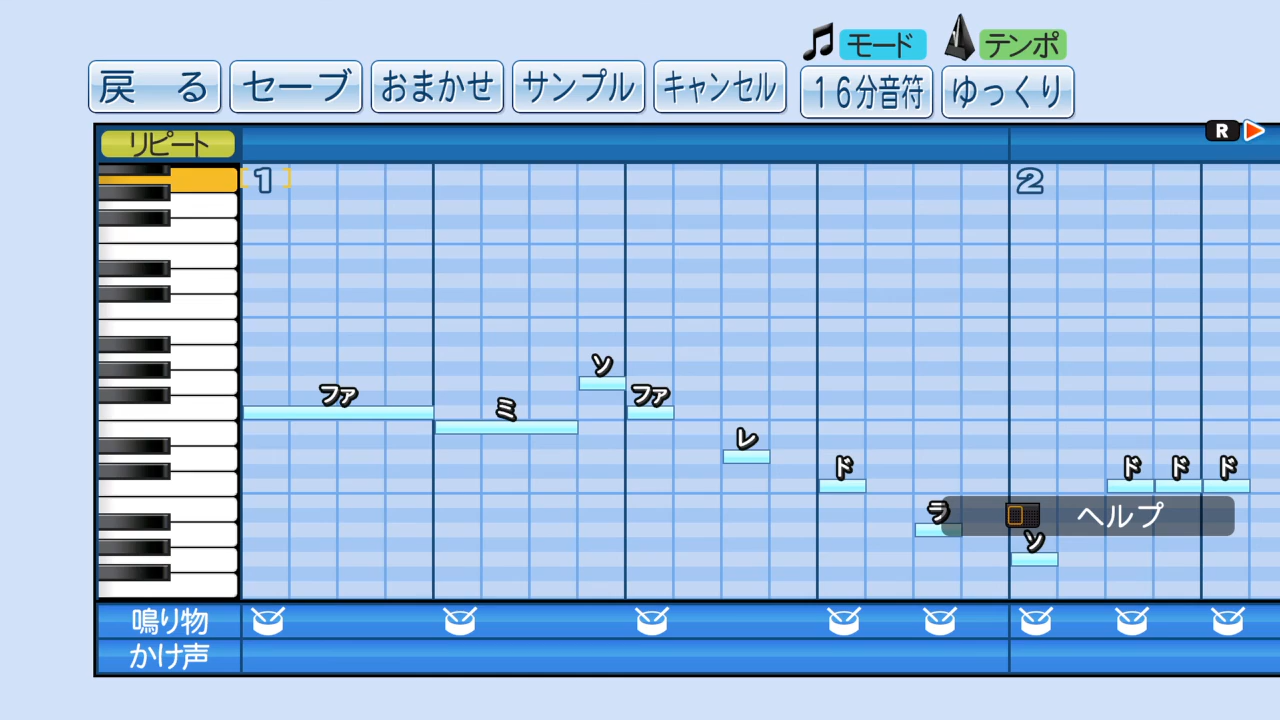 モード テンポ
戻る セーブ おまかせ サンプル キャンセル 16分音符 ゆっくり
R
リピート
1 2
ソ
ファ ファ
ミ
レ
ド ド ド ド
ラ ヘルプ
ソ
鳴り物
かけ声